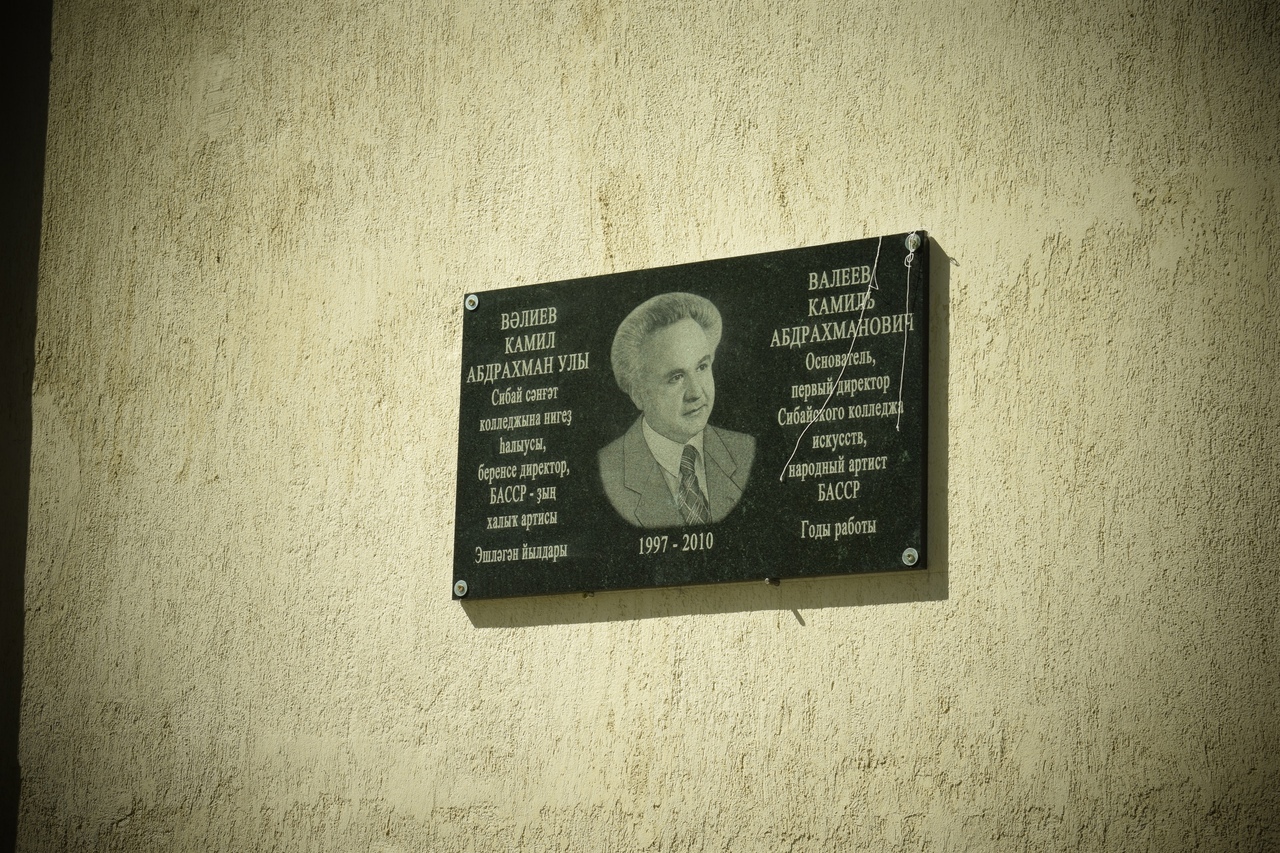 ВӘЛИЕВ
КАМИЛ
АБДРАХМАН УЛЫ
Сибай сәнғәт
колледжына нигеҙ
һалыусы,
беренсе директор,
БАССР - ҙың
халыҡ артисы
Эшләгән йылдары
1997 - 2010
ВАЛЕЕВ
КАМИЛЬ
АБДРАХМАНОВИЧ
Основатель,
первый директор
Сибайского колледжа
искусств,
народный артист
БАССР
Годы работы